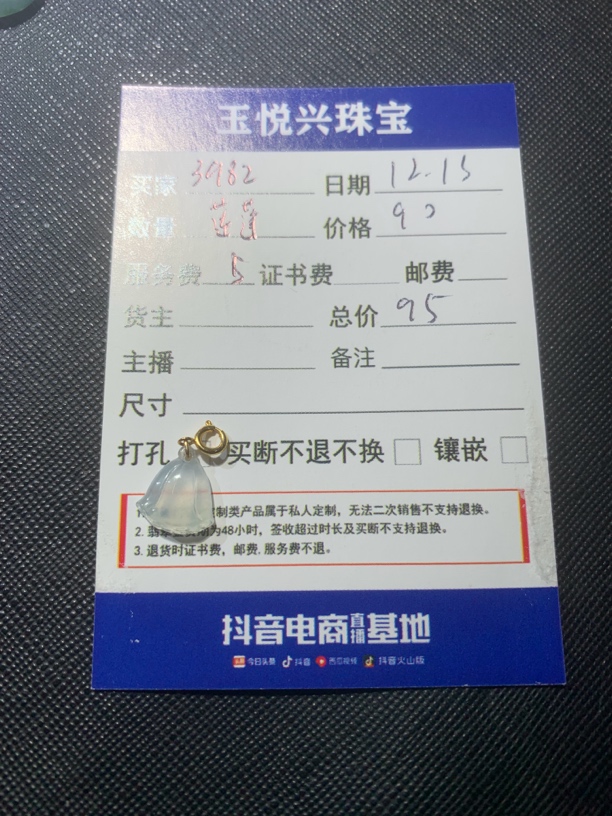 玉悦兴珠宝
买家 3982 日期 12.15
数量 莲蓬 价格 90
服务费 5 证书费 邮费
货主 总价 95
主播 备注
尺寸
打孔 买断不退不换 镶嵌
制类产品属于私人定制，无法二次销售不支持退换。
2. 为48小时，签收超过时长及买断不支持退换。
3. 退货时证书费，邮费，服务费不退。
抖音电商直播基地
今日头条 抖音 西瓜视频 抖音火山版